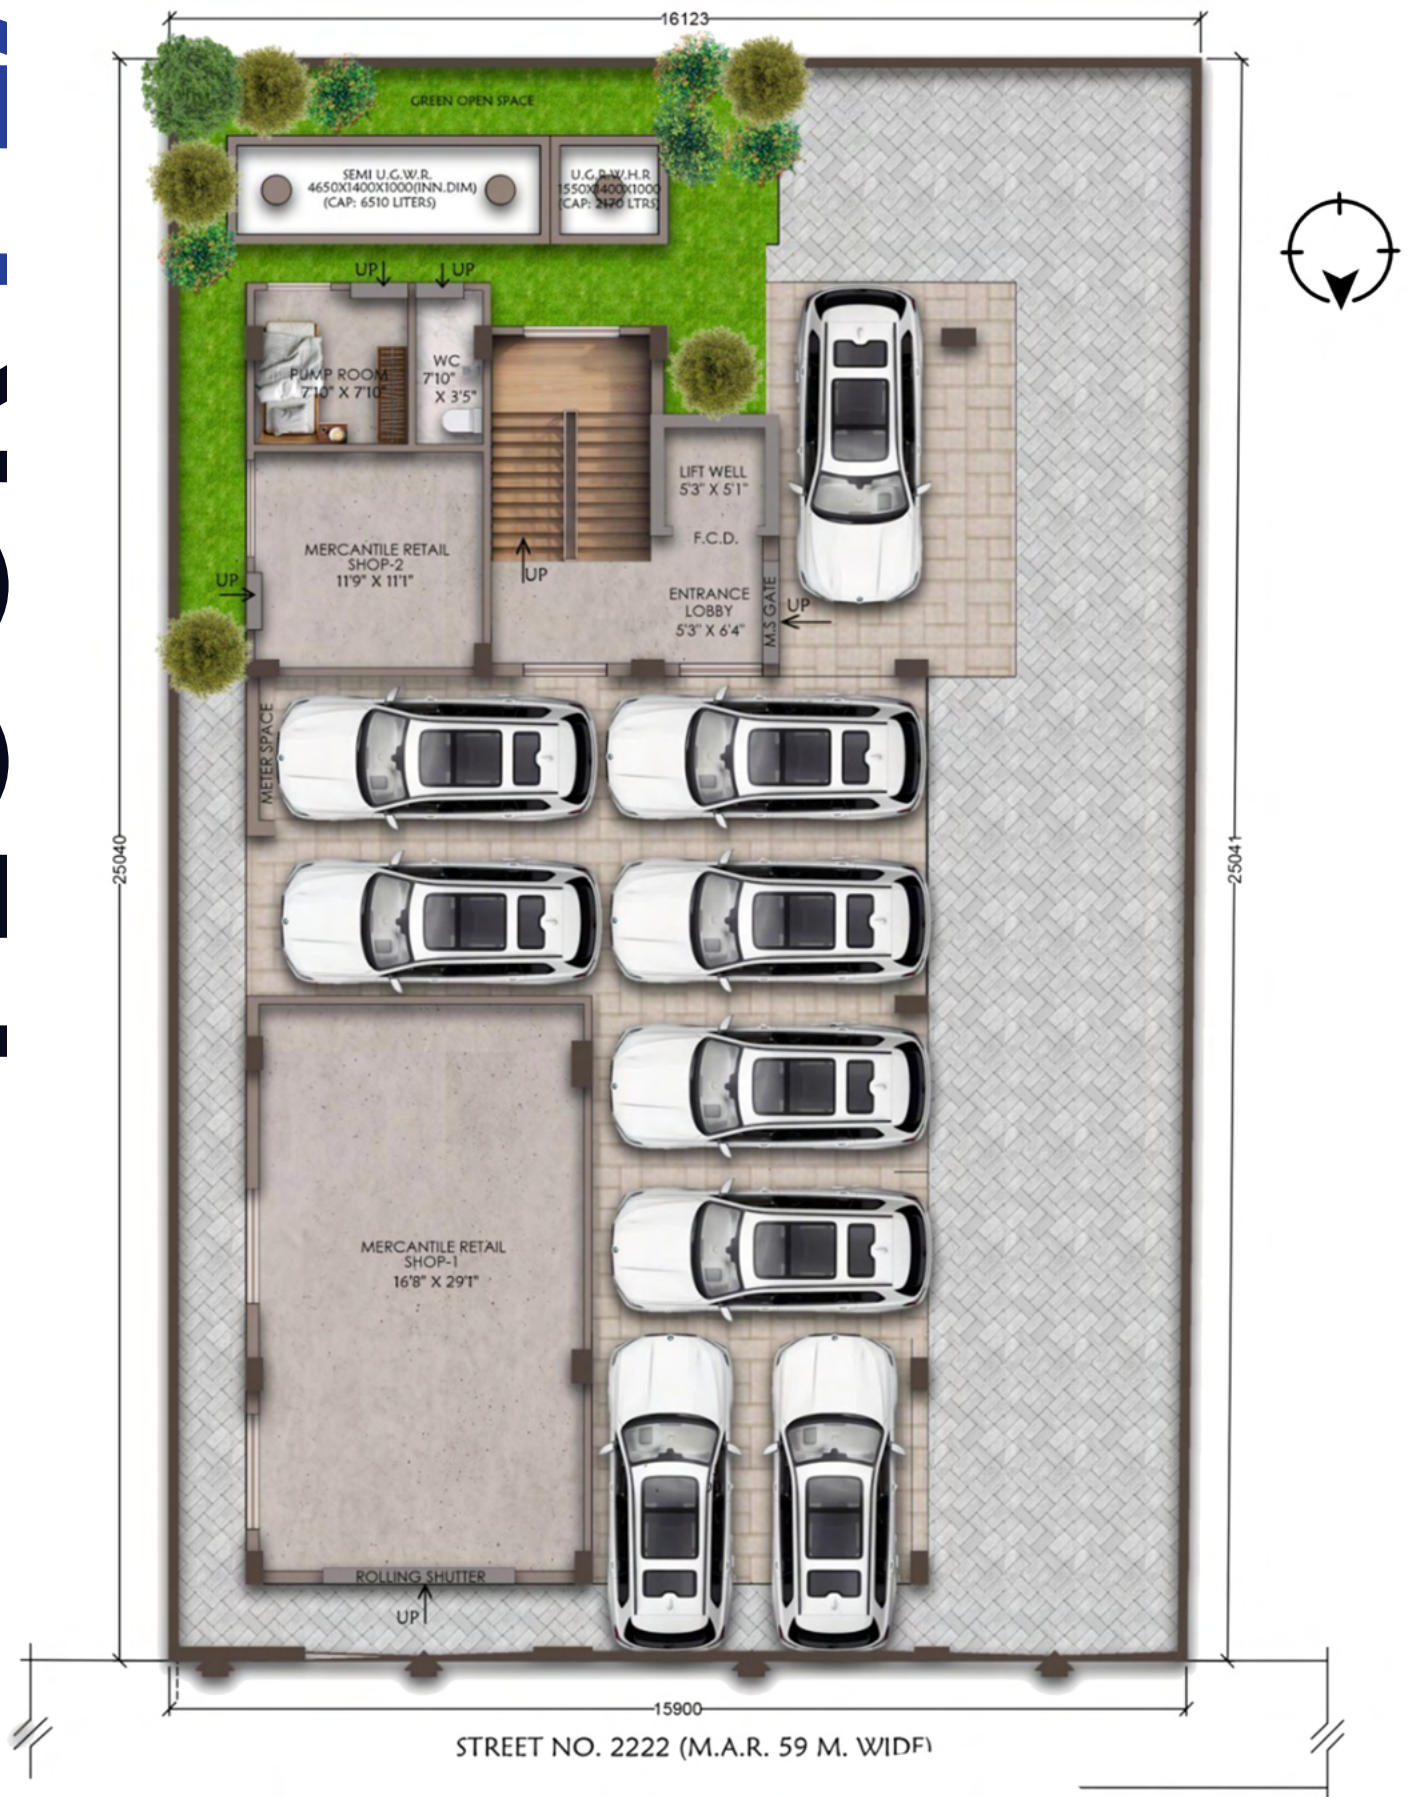 16123
GREEN OPEN SPACE
SEMI U.G.W.R.
4650X1400X1000(INN.DIM)
(CAP: 6510 LITERS)
U.G.R.W.H.R
1550X1400X1000
(CAP: 2170 LTRS)
UP
UP
PUMP ROOM
7'10" X 7'10"
WC
7'10"
X 3'5"
LIFT WELL
5'3" X 5'1"
F.C.D.
MERCANTILE RETAIL
SHOP-2
11'9" X 11'1"
UP
UP
ENTRANCE
LOBBY
5'3" X 6'4"
M.S GATE
UP
METER SPACE
25040
25041
MERCANTILE RETAIL
SHOP-1
16'8" X 29'1"
ROLLING SHUTTER
UP
15900
STREET NO. 2222 (M.A.R. 59 M. WIDE)